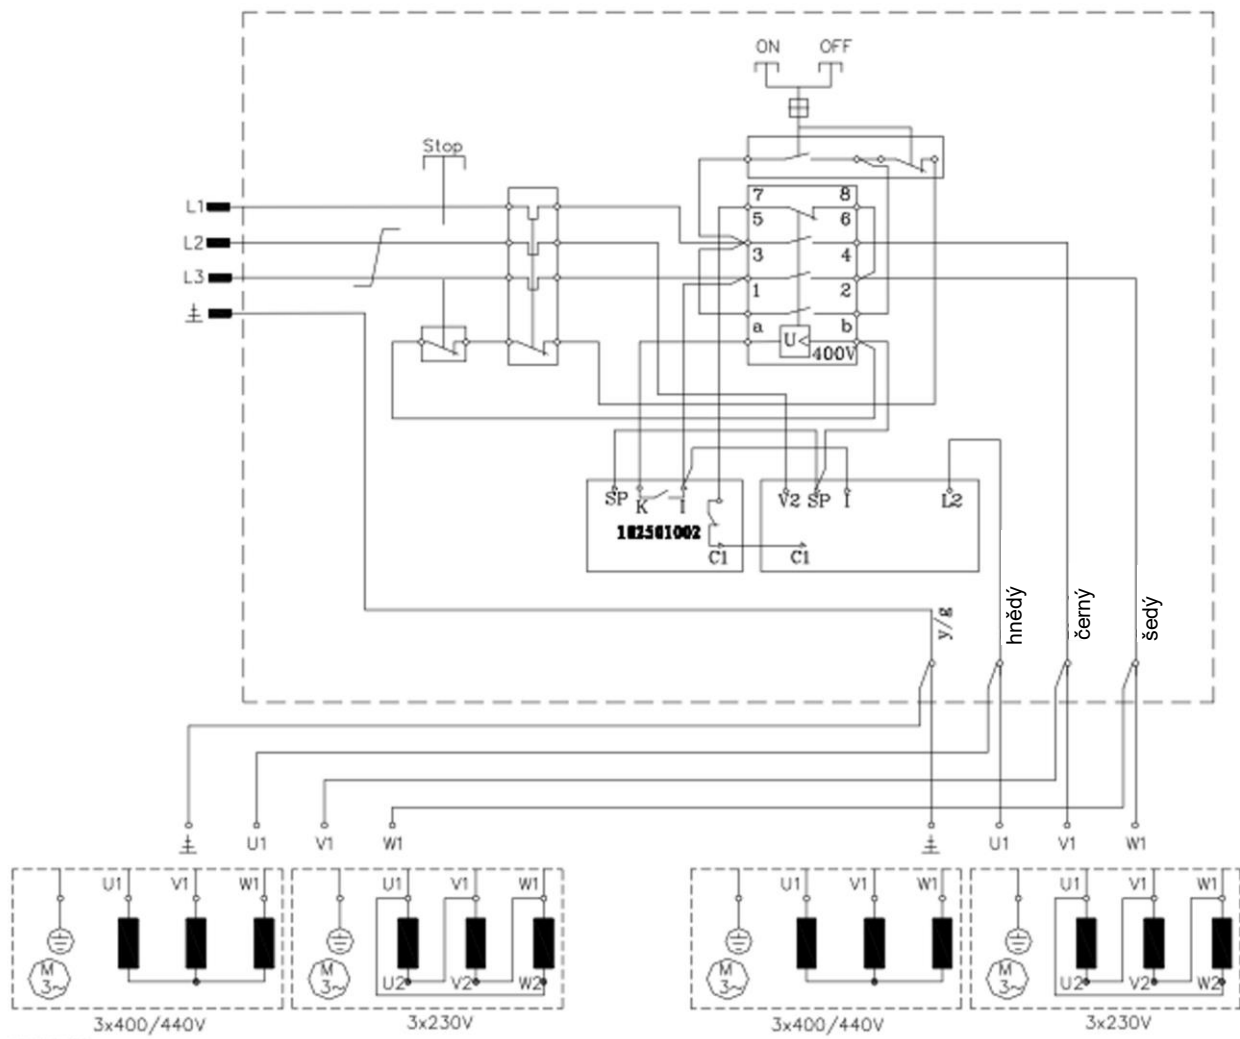 ON OFF
Stop
L1
L2
L3
7 8
5 6
3 4
1 2
a b
U<
400V
SP K I
V2 SP I L2
C1 C1
y/g
hnědý
černý
šedý
U1 V1 W1
U1 V1 W1
U1 V1 W1
U1 V1 W1
U1 V1 W1
U1 V1 W1
M 3~
M 3~
M 3~
M 3~
U2 V2 W2
U2 V2 W2
3x400/440V
3x230V
3x400/440V
3x230V